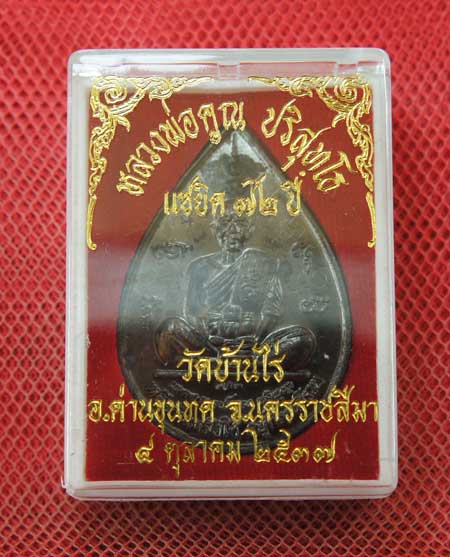 หลวงพ่อคูณ ปริสุทฺโธ
แซยิด ๗๒ ปี
วัดบ้านไร่
อ.ด่านขุนทด จ.นครราชสีมา
๔ ตุลาคม ๒๕๓๗